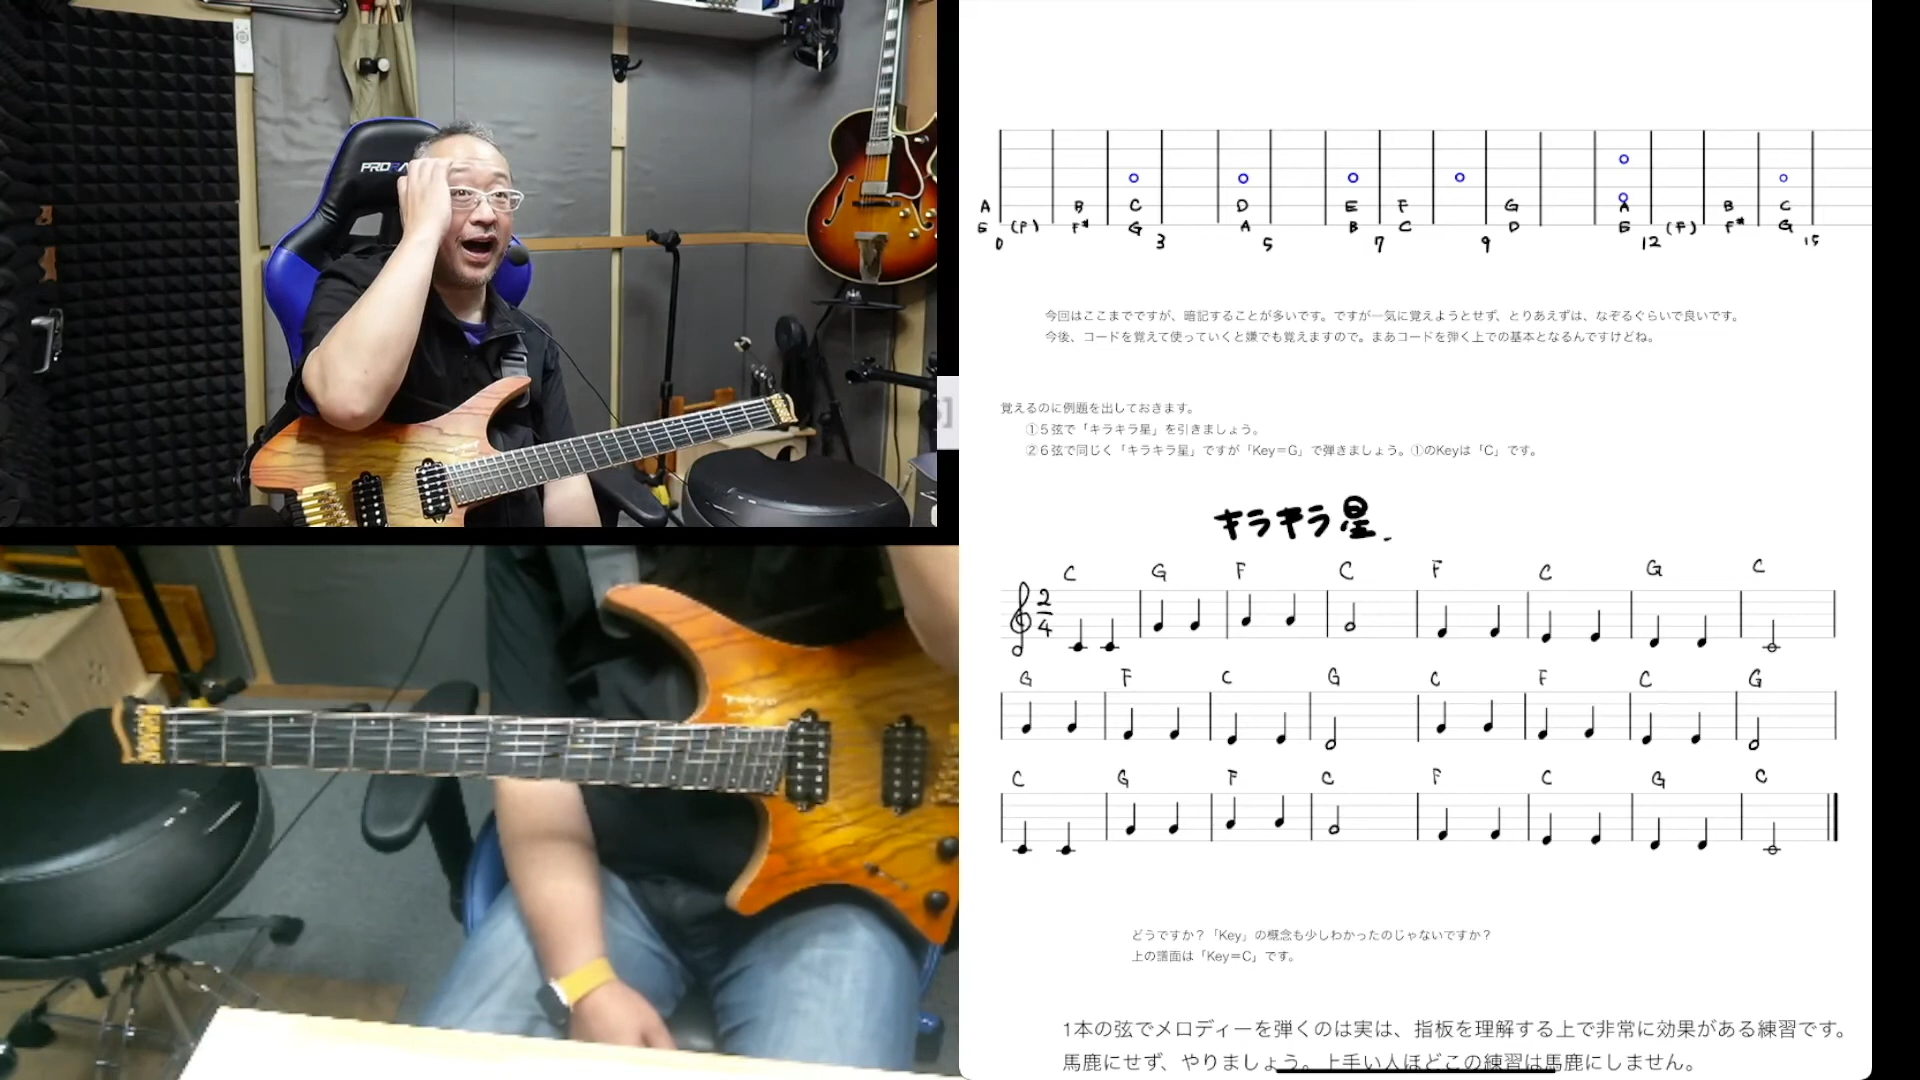 A B C D E F G A B C
E (F) F# G A B C D E (F) F# G
0 3 5 7 9 12 15
今回はここまでですが、暗記することが多いです。ですが一気に覚えようとせず、とりあえずは、なぞるぐらいで良いです。
今後、コードを覚えて使っていくと嫌でも覚えますので。まあコードを弾く上での基本となるんですけどね。
覚えるのに例題を出しておきます。
①5弦で「キラキラ星」を引きましょう。
②6弦で同じく「キラキラ星」ですが「Key=G」で弾きましょう。①のKeyは「C」です。
キラキラ星.
C G F C F C G C
2
4
G F C G C F C G
C G F C F C G C
どうですか?「Key」の概念も少しわかったのじゃないですか?
上の譜面は「Key=C」です。
1本の弦でメロディーを弾くのは実は、指板を理解する上で非常に効果がある練習です。
馬鹿にせず、やりましょう。上手い人ほどこの練習は馬鹿にしません。